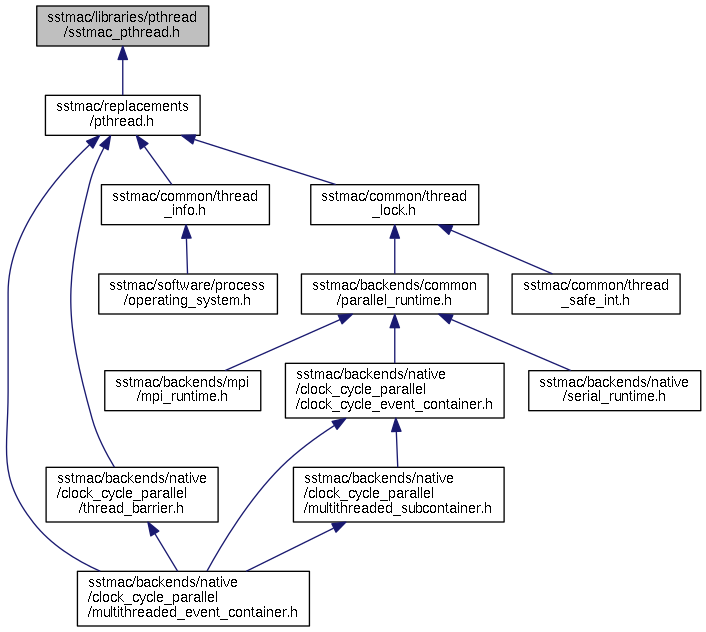 sstmac/libraries/pthread
/sstmac_pthread.h
sstmac/replacements
/pthread.h
sstmac/common/thread
_info.h
sstmac/common/thread
_lock.h
sstmac/software/process
/operating_system.h
sstmac/backends/common
/parallel_runtime.h
sstmac/common/thread
_safe_int.h
sstmac/backends/mpi
/mpi_runtime.h
sstmac/backends/native
/clock_cycle_parallel
/clock_cycle_event_container.h
sstmac/backends/native
/serial_runtime.h
sstmac/backends/native
/clock_cycle_parallel
/thread_barrier.h
sstmac/backends/native
/clock_cycle_parallel
/multithreaded_subcontainer.h
sstmac/backends/native
/clock_cycle_parallel
/multithreaded_event_container.h